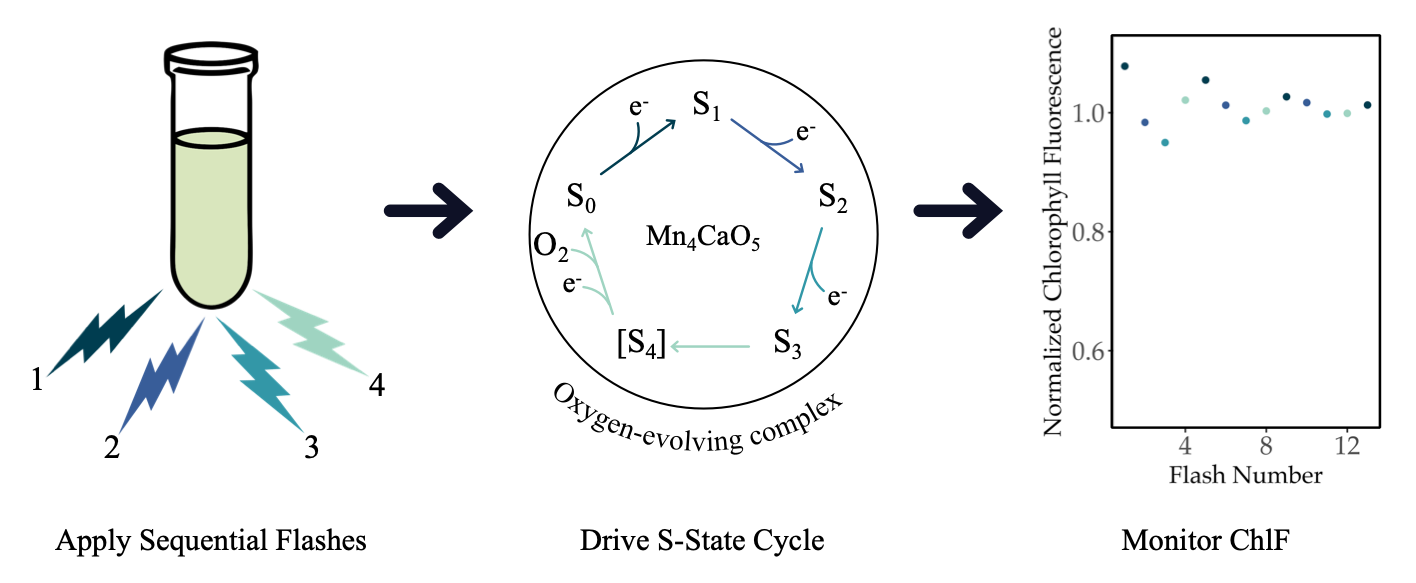 1
2
3
4
Apply Sequential Flashes
S₁
e⁻
e⁻
S₀
S₂
Mn₄CaO₅
O₂
e⁻
e⁻
[S₄]
S₃
Oxygen-evolving complex
Drive S-State Cycle
Normalized Chlorophyll Fluorescence
1.0
0.8
0.6
4 8 12
Flash Number
Monitor ChlF